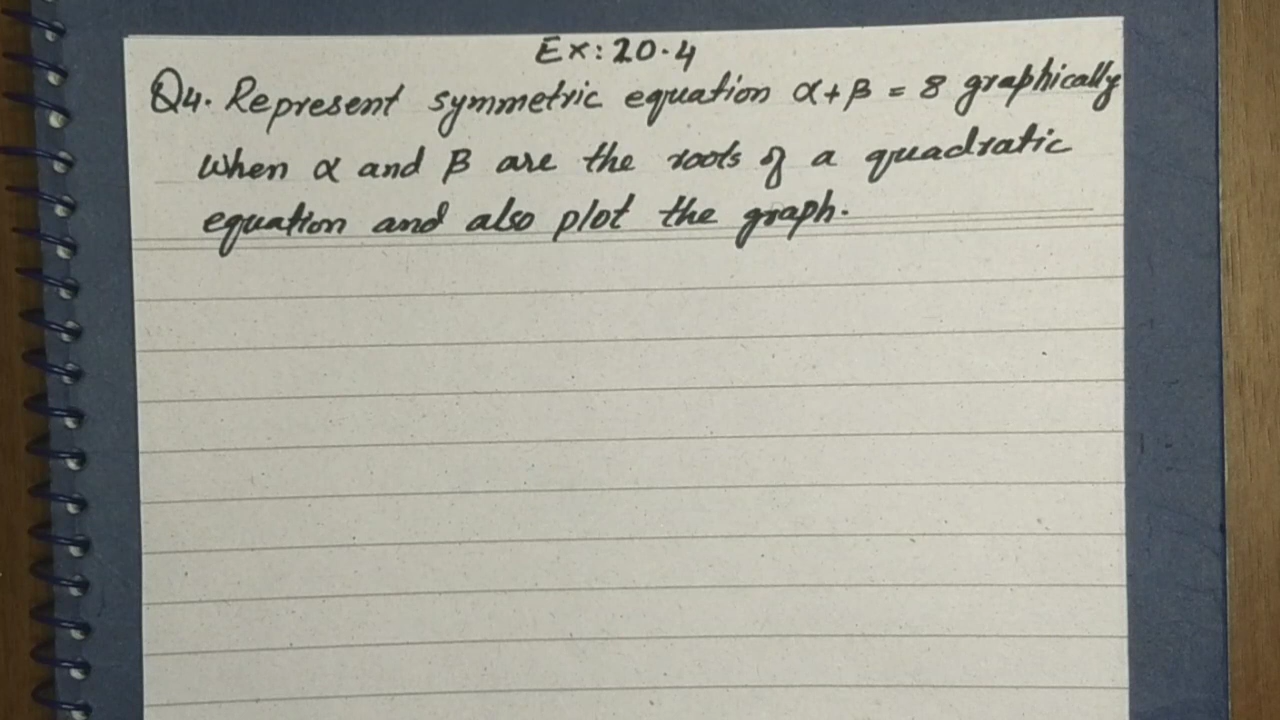 Ex: 20.4
Q4. Represent symmetric equation α + β = 8 graphically
when α and β are the roots of a quadratic
equation and also plot the graph.